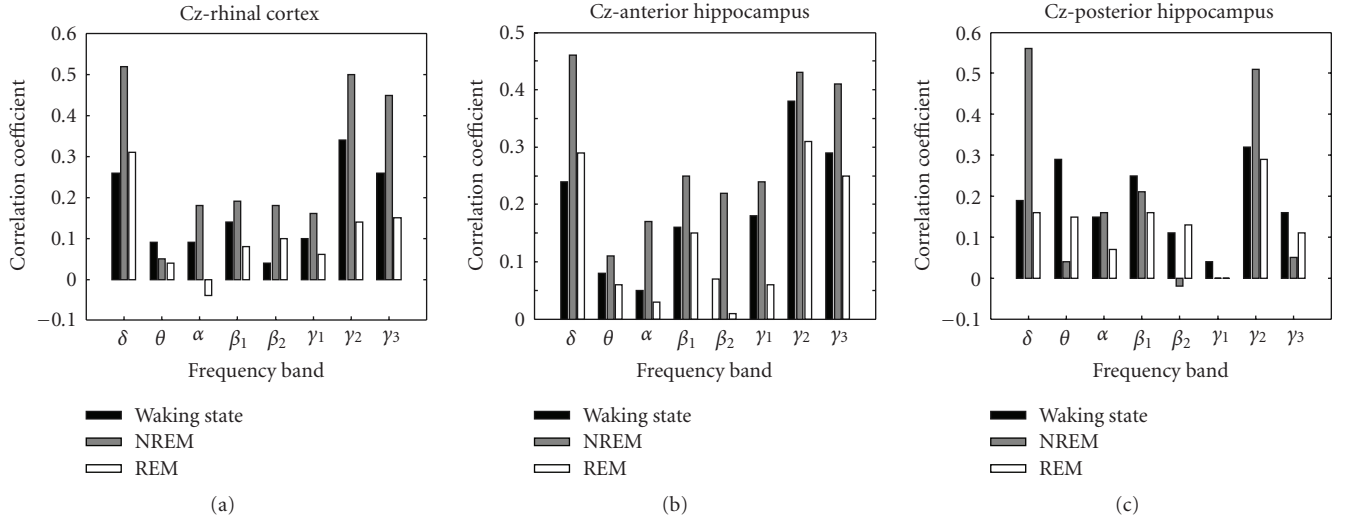 Cz-rhinal cortex
Correlation coefficient
0.6
0.5
0.4
0.3
0.2
0.1
0
−0.1
δ θ α β1 β2 γ1 γ2 γ3
Frequency band
Waking state
NREM
REM
(a)
Cz-anterior hippocampus
Correlation coefficient
0.5
0.4
0.3
0.2
0.1
0
δ θ α β1 β2 γ1 γ2 γ3
Frequency band
Waking state
NREM
REM
(b)
Cz-posterior hippocampus
Correlation coefficient
0.6
0.5
0.4
0.3
0.2
0.1
0
−0.1
δ θ α β1 β2 γ1 γ2 γ3
Frequency band
Waking state
NREM
REM
(c)